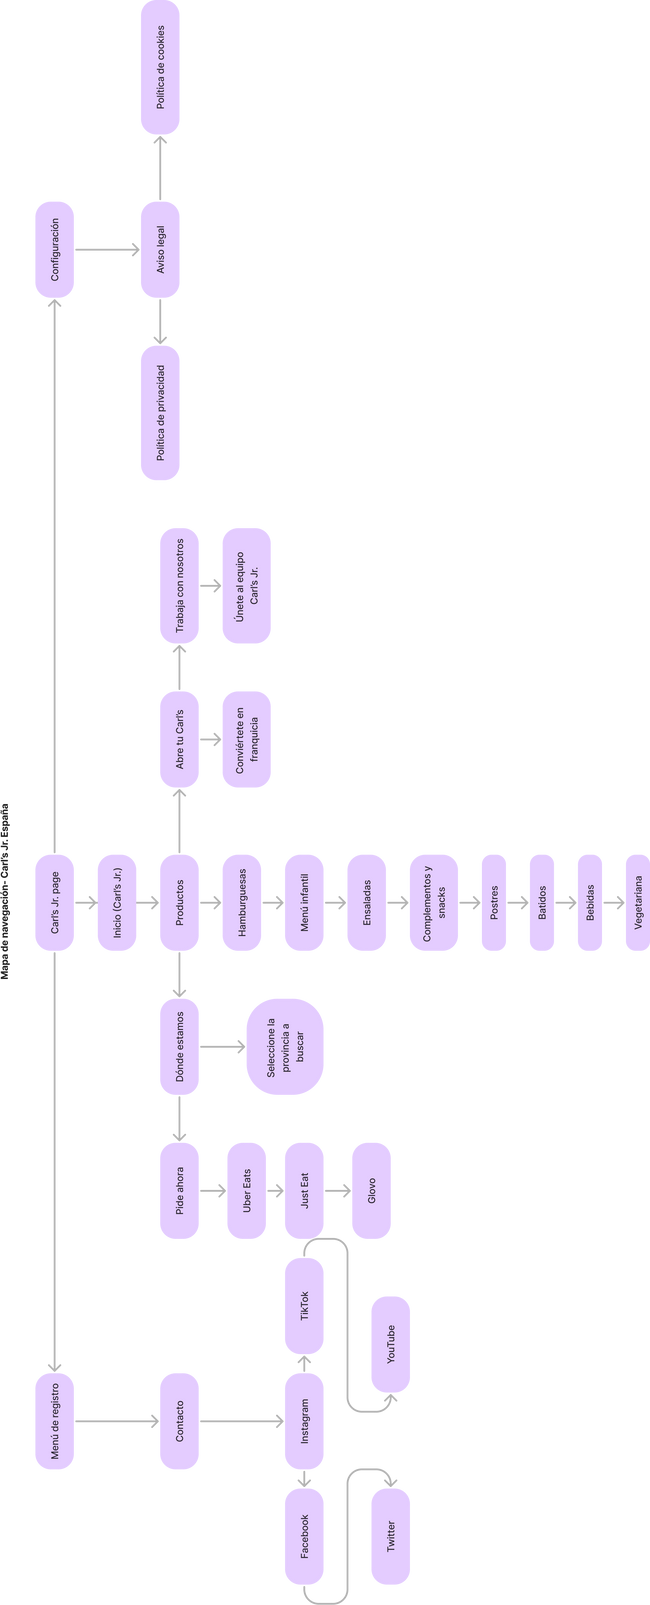 Mapa de navegación- Carl's Jr. España
Menú de registro
Carl's Jr. page
Configuración
Inicio (Carl's Jr.)
Política de privacidad
Aviso legal
Política de cookies
Contacto
Pide ahora
Dónde estamos
Productos
Abre tu Carl's
Trabaja con nosotros
Uber Eats
Seleccione la
provincia a
buscar
Hamburguesas
Conviértete en
franquicia
Únete al equipo
Carl's Jr.
Facebook
Instagram
TikTok
Just Eat
Menú infantil
Twitter
YouTube
Glovo
Ensaladas
Complementos y
snacks
Postres
Batidos
Bebidas
Vegetariana